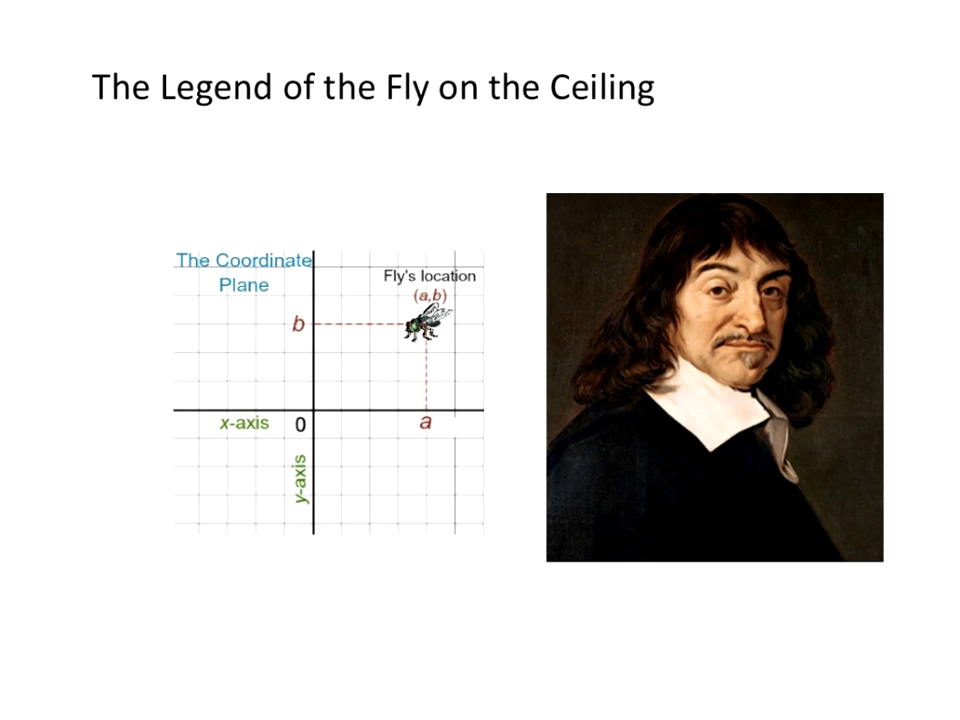 The Legend of the Fly on the Ceiling
The Coordinate
Plane
Fly's location
(a,b)
b
x-axis
0
a
y-axis